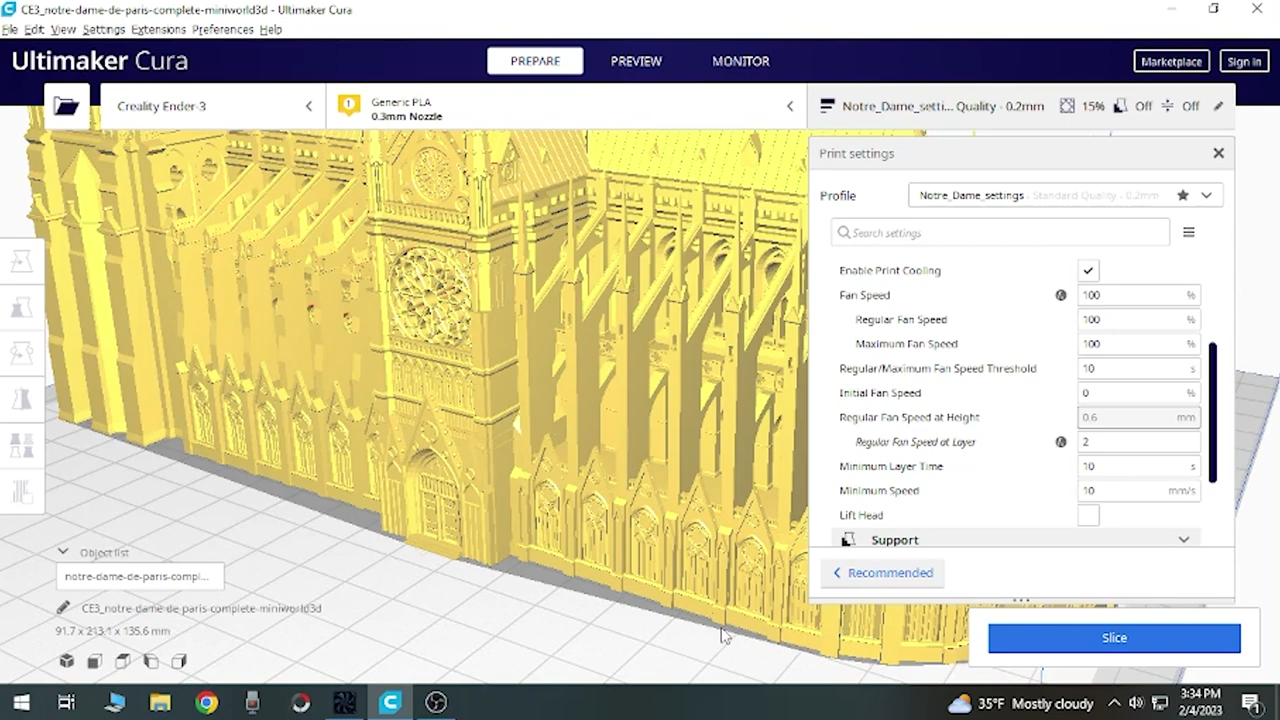 CE3_notre-dame-de-paris-complete-miniworld3d - Ultimaker Cura
File Edit View Settings Extensions Preferences Help
Ultimaker Cura
PREPARE
PREVIEW
MONITOR
Marketplace
Sign in
Creality Ender-3
Generic PLA
0.3mm Nozzle
Notre_Dame_setti... Quality - 0.2mm
15%
Off
Off
Print settings
Profile
Notre_Dame_settings - Standard Quality - 0.2mm
Search settings
Enable Print Cooling
Fan Speed 100 %
Regular Fan Speed 100 %
Maximum Fan Speed 100 %
Regular/Maximum Fan Speed Threshold 10 s
Initial Fan Speed 0 %
Regular Fan Speed at Height 0.6 mm
Regular Fan Speed at Layer 2
Minimum Layer Time 10 s
Minimum Speed 10 mm/s
Lift Head
Support
Recommended
Object list
notre-dame-de-paris-compl...
CE3_notre-dame-de-paris-complete-miniworld3d
91.7 x 213.1 x 135.6 mm
Slice
35°F Mostly cloudy
3:34 PM
2/4/2023
1